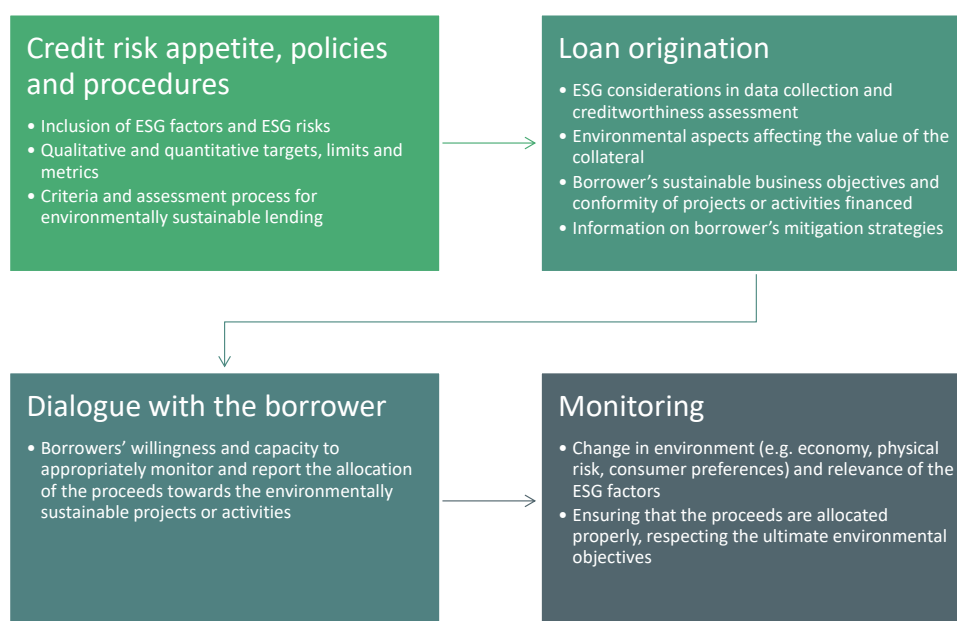 Credit risk appetite, policies
and procedures
• Inclusion of ESG factors and ESG risks
• Qualitative and quantitative targets, limits and
metrics
• Criteria and assessment process for
environmentally sustainable lending
Loan origination
• ESG considerations in data collection and
creditworthiness assessment
• Environmental aspects affecting the value of the
collateral
• Borrower’s sustainable business objectives and
conformity of projects or activities financed
• Information on borrower’s mitigation strategies
Dialogue with the borrower
• Borrowers’ willingness and capacity to
appropriately monitor and report the allocation
of the proceeds towards the environmentally
sustainable projects or activities
Monitoring
• Change in environment (e.g. economy, physical
risk, consumer preferences) and relevance of the
ESG factors
• Ensuring that the proceeds are allocated
properly, respecting the ultimate environmental
objectives